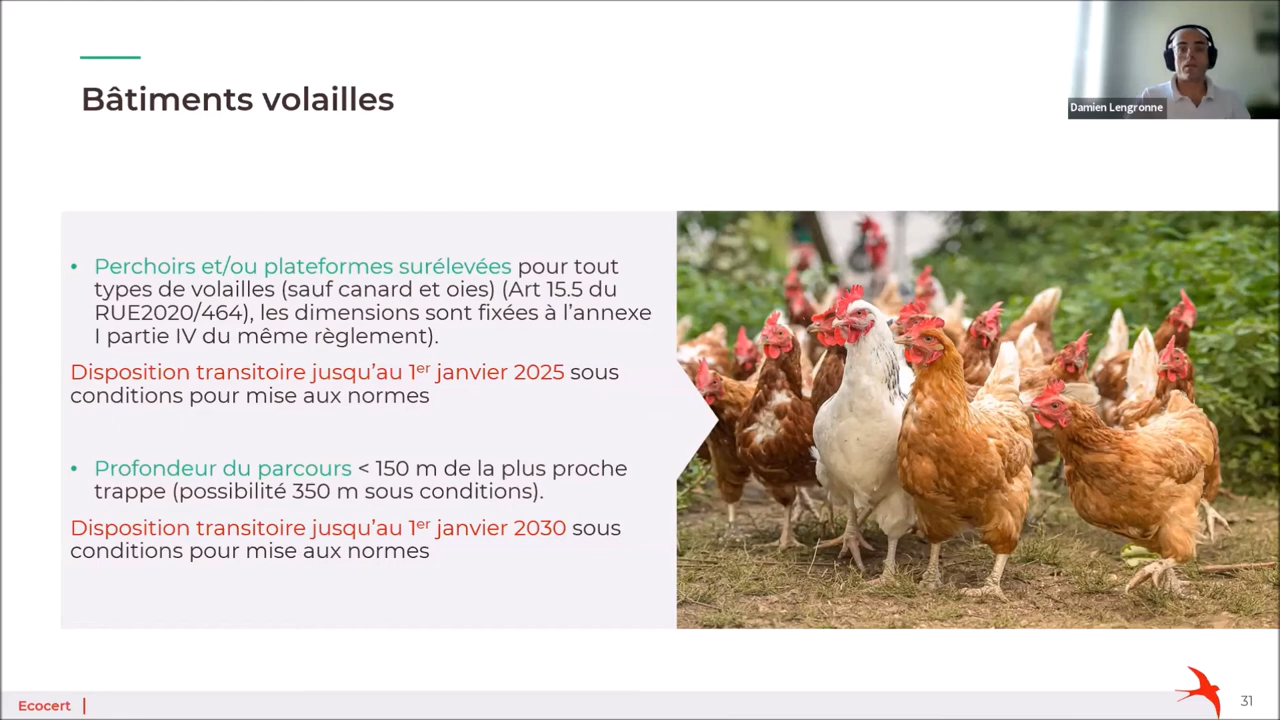 Bâtiments volailles
Damien Lengronne
• Perchoirs et/ou plateformes surélevées pour tout
types de volailles (sauf canard et oies) (Art 15.5 du
RUE2020/464), les dimensions sont fixées à l’annexe
I partie IV du même règlement).
Disposition transitoire jusqu’au 1er janvier 2025 sous
conditions pour mise aux normes
• Profondeur du parcours < 150 m de la plus proche
trappe (possibilité 350 m sous conditions).
Disposition transitoire jusqu’au 1er janvier 2030 sous
conditions pour mise aux normes
Ecocert |
31